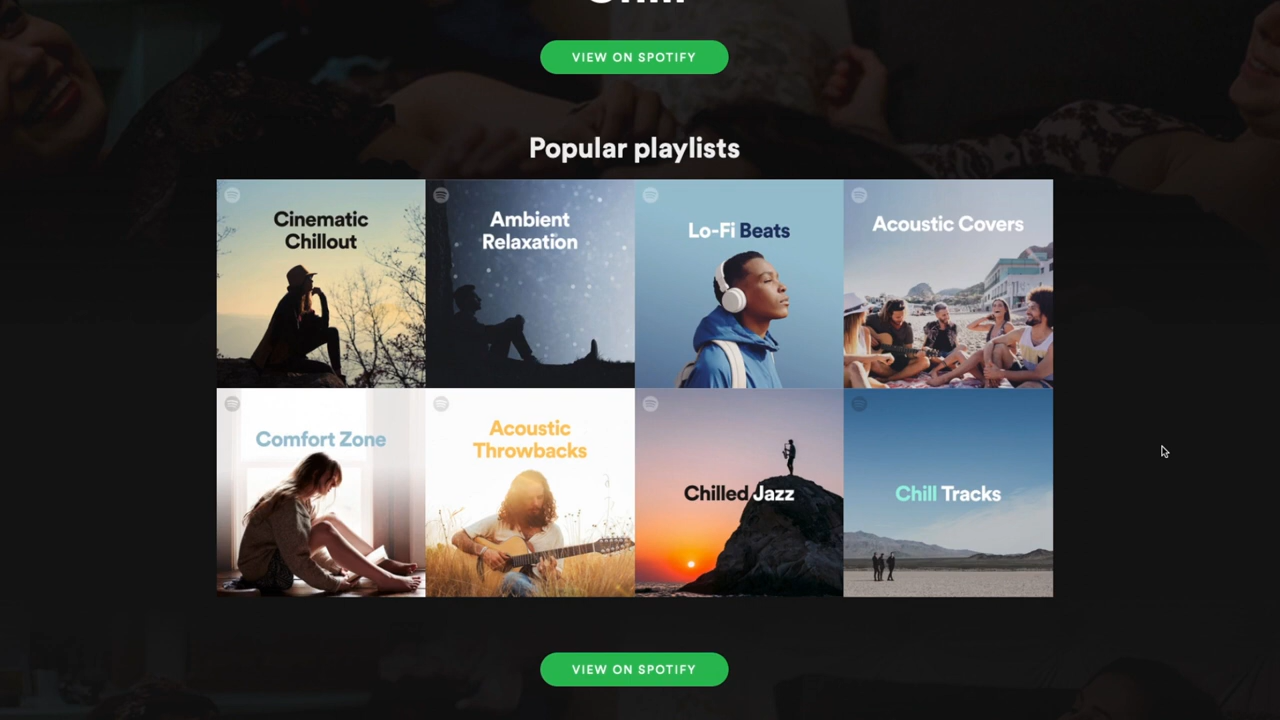 Chill
VIEW ON SPOTIFY
Popular playlists
Cinematic
Chillout
Ambient
Relaxation
Lo-Fi Beats
Acoustic Covers
Comfort Zone
Acoustic
Throwbacks
Chilled Jazz
Chill Tracks
VIEW ON SPOTIFY